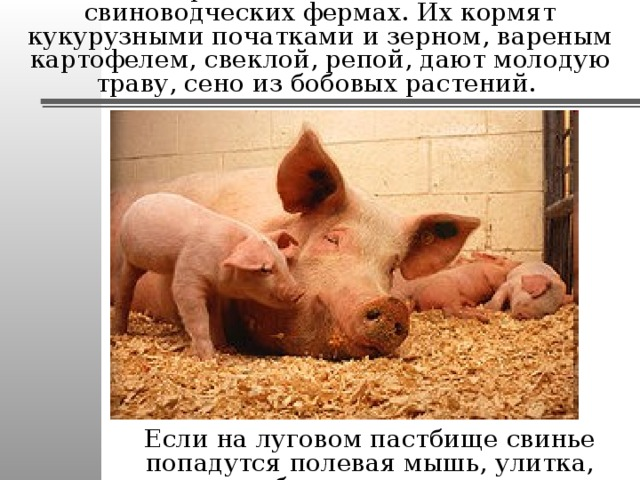 свиноводческих фермах. Их кормят
кукурузными початками и зерном, вареным
картофелем, свеклой, репой, дают молодую
траву, сено из бобовых растений.
Если на луговом пастбище свинье
попадутся полевая мышь, улитка,